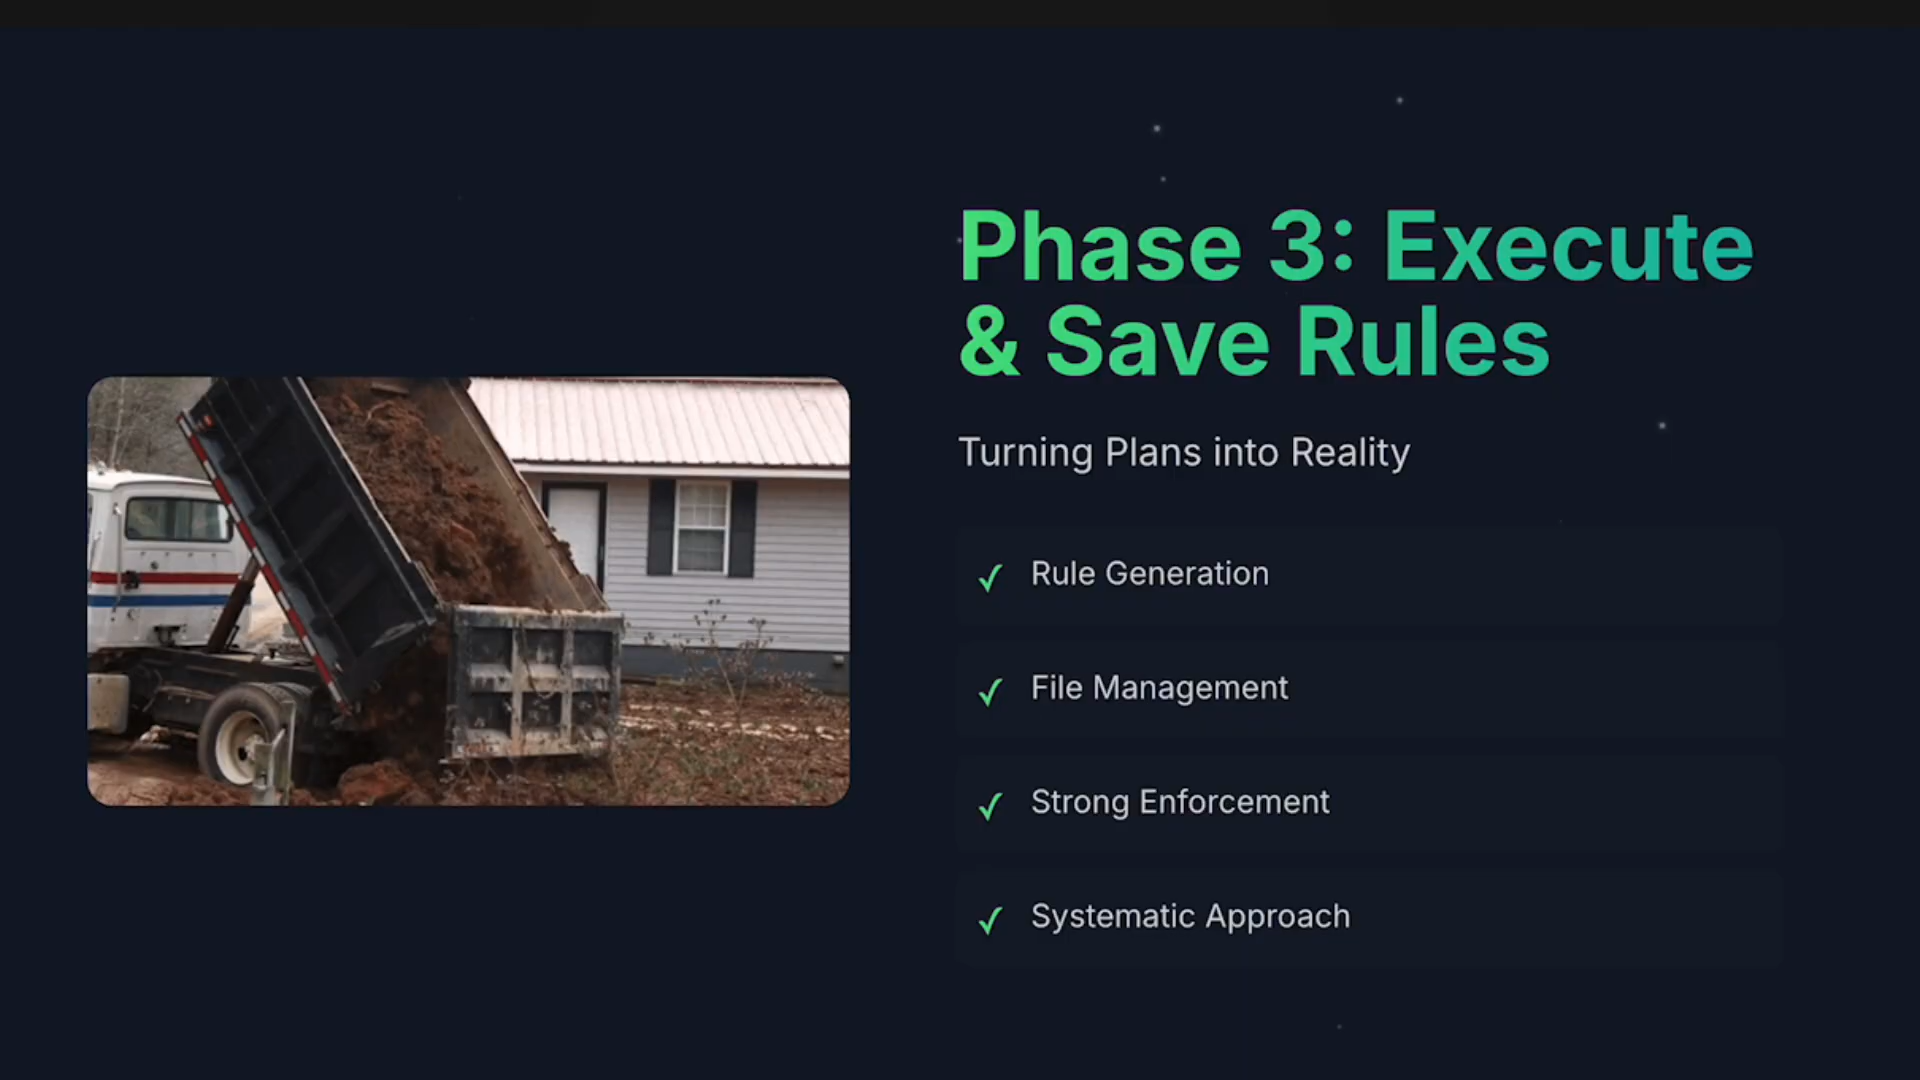 Phase 3: Execute
& Save Rules
Turning Plans into Reality
✓ Rule Generation
✓ File Management
✓ Strong Enforcement
✓ Systematic Approach